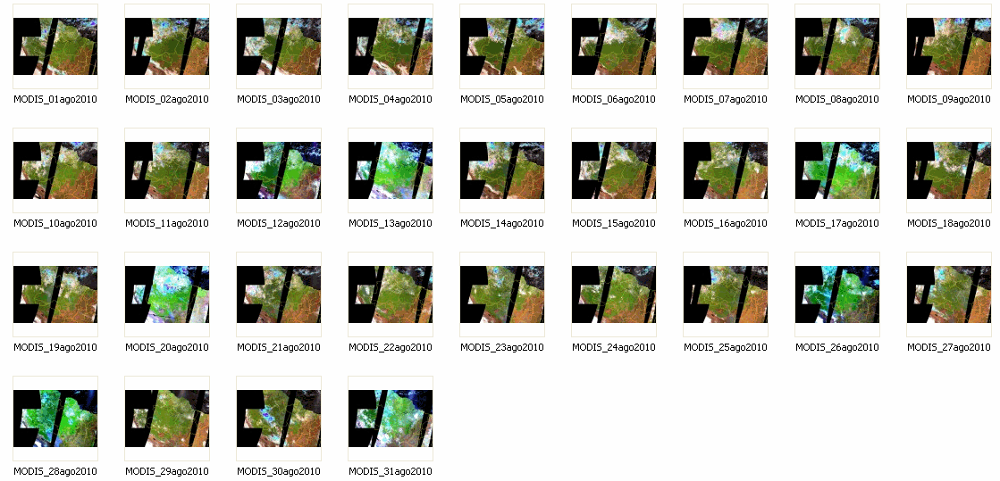 MODIS_01ago2010 MODIS_02ago2010 MODIS_03ago2010 MODIS_04ago2010 MODIS_05ago2010 MODIS_06ago2010 MODIS_07ago2010 MODIS_08ago2010 MODIS_09ago2010
MODIS_10ago2010 MODIS_11ago2010 MODIS_12ago2010 MODIS_13ago2010 MODIS_14ago2010 MODIS_15ago2010 MODIS_16ago2010 MODIS_17ago2010 MODIS_18ago2010
MODIS_19ago2010 MODIS_20ago2010 MODIS_21ago2010 MODIS_22ago2010 MODIS_23ago2010 MODIS_24ago2010 MODIS_25ago2010 MODIS_26ago2010 MODIS_27ago2010
MODIS_28ago2010 MODIS_29ago2010 MODIS_30ago2010 MODIS_31ago2010